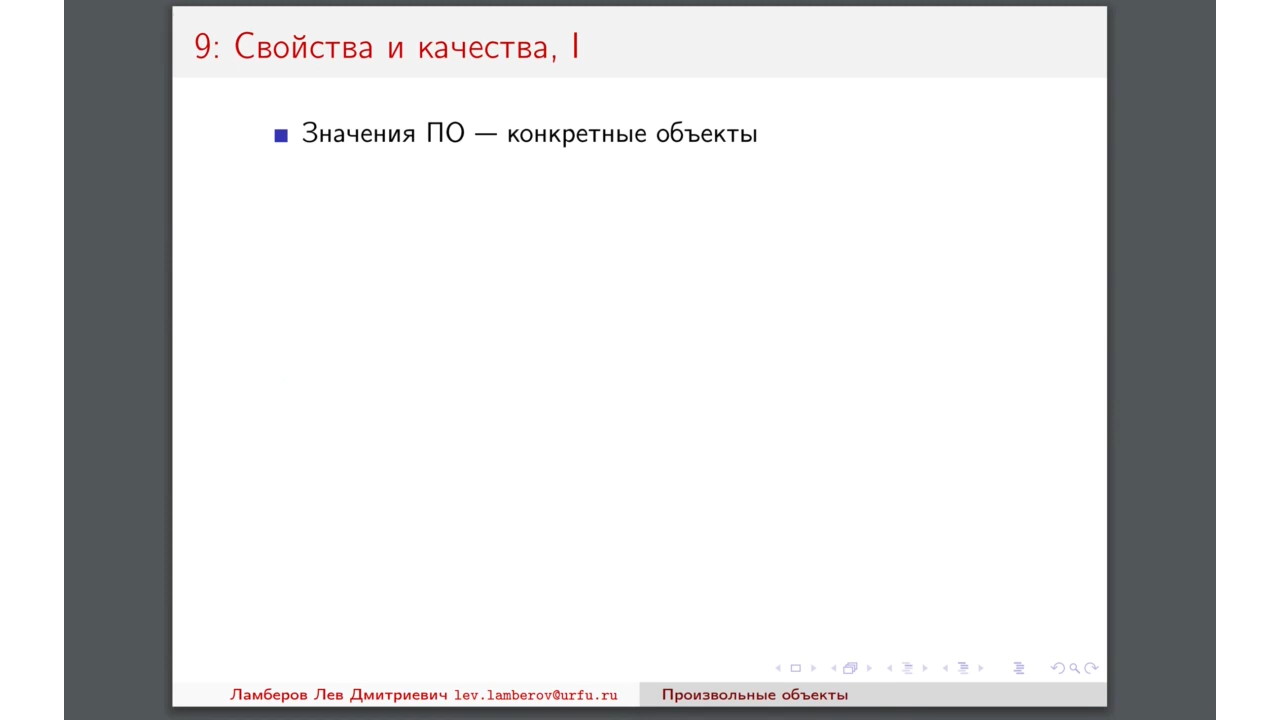 9: Свойства и качества, I
Значения ПО — конкретные объекты
Ламберов Лев Дмитриевич lev.lamberov@urfu.ru
Произвольные объекты